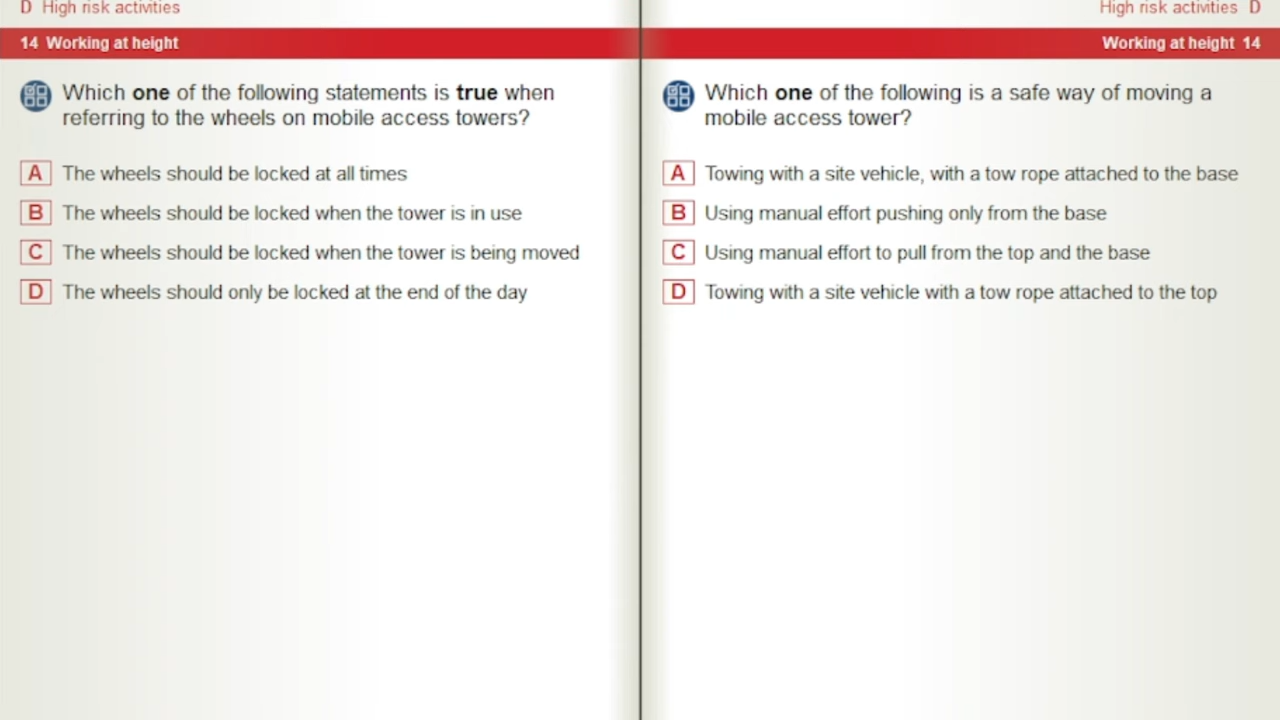 D High risk activities
14 Working at height
Which one of the following statements is true when
referring to the wheels on mobile access towers?
A The wheels should be locked at all times
B The wheels should be locked when the tower is in use
C The wheels should be locked when the tower is being moved
D The wheels should only be locked at the end of the day
High risk activities D
Working at height 14
Which one of the following is a safe way of moving a
mobile access tower?
A Towing with a site vehicle, with a tow rope attached to the base
B Using manual effort pushing only from the base
C Using manual effort to pull from the top and the base
D Towing with a site vehicle with a tow rope attached to the top